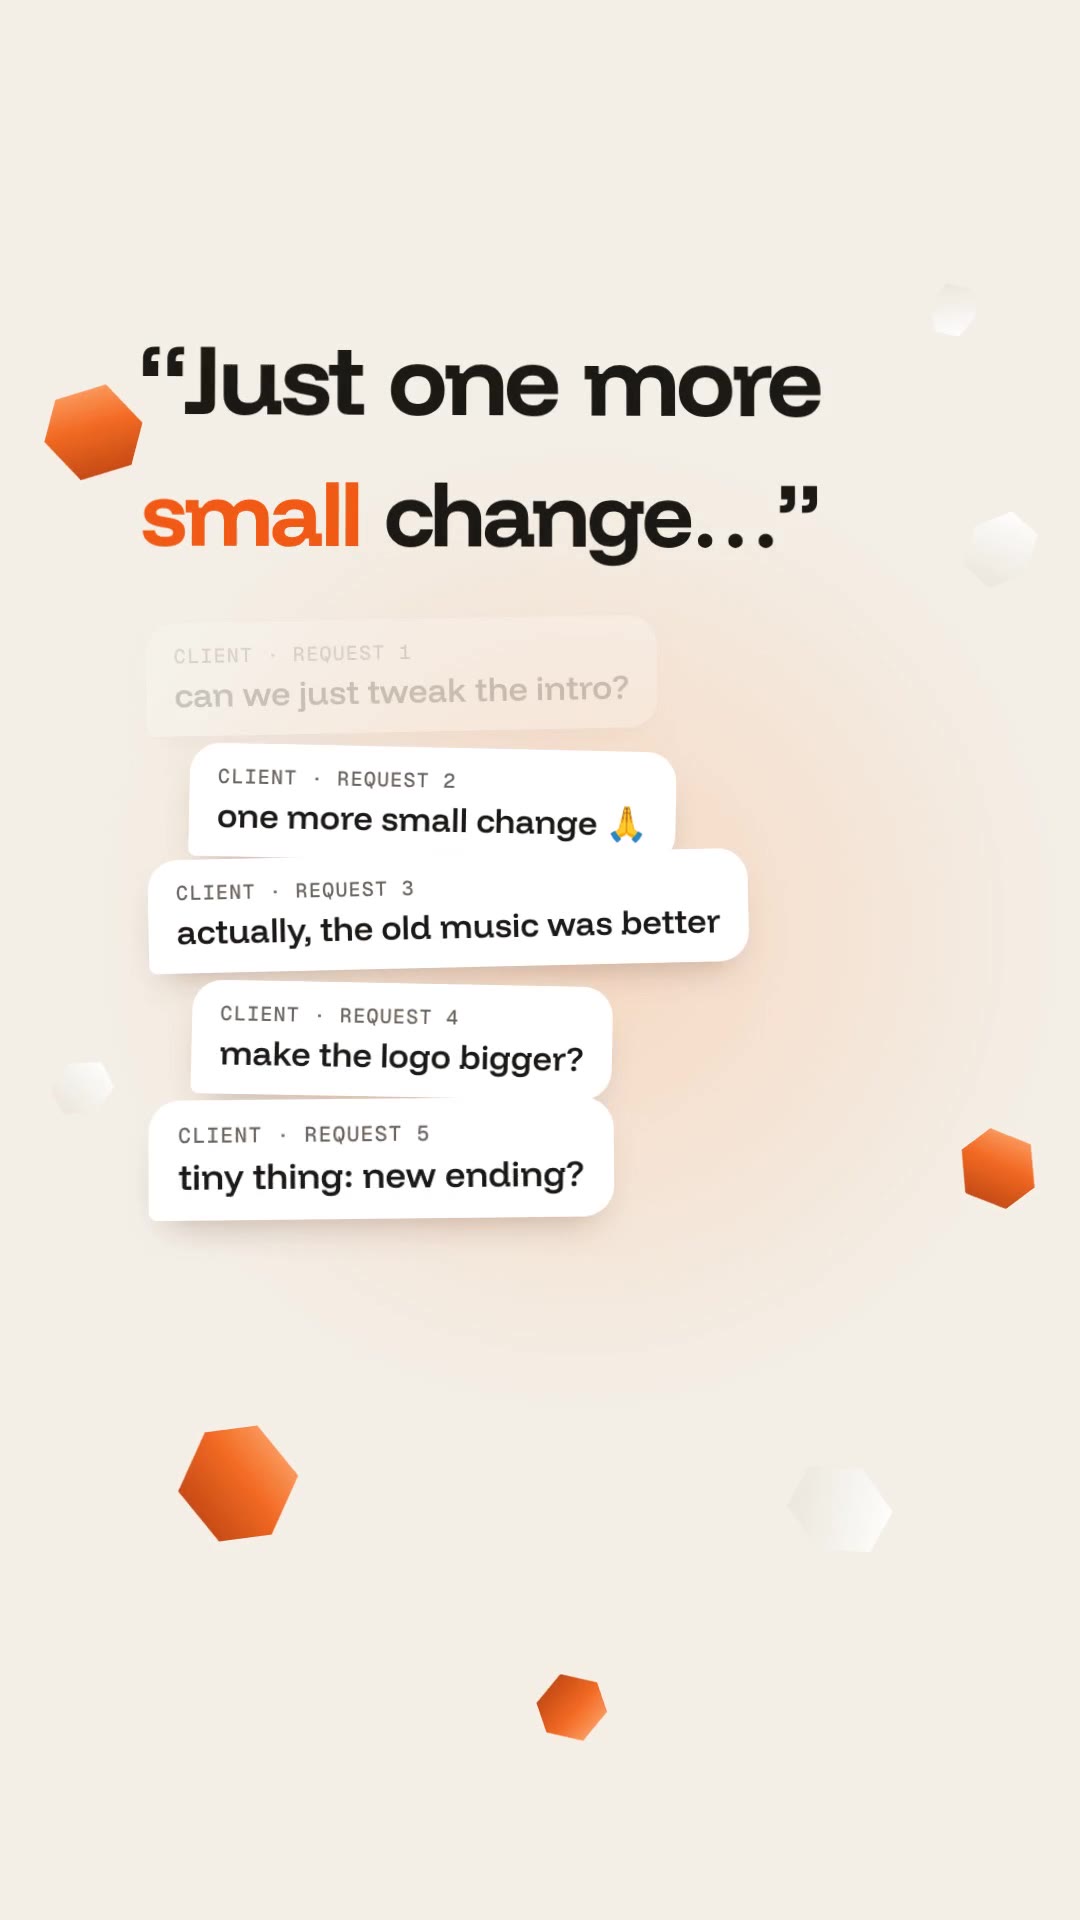 “Just one more
small change...”
CLIENT · REQUEST 1
can we just tweak the intro?
CLIENT · REQUEST 2
one more small change 🙏
CLIENT · REQUEST 3
actually, the old music was better
CLIENT · REQUEST 4
make the logo bigger?
CLIENT · REQUEST 5
tiny thing: new ending?